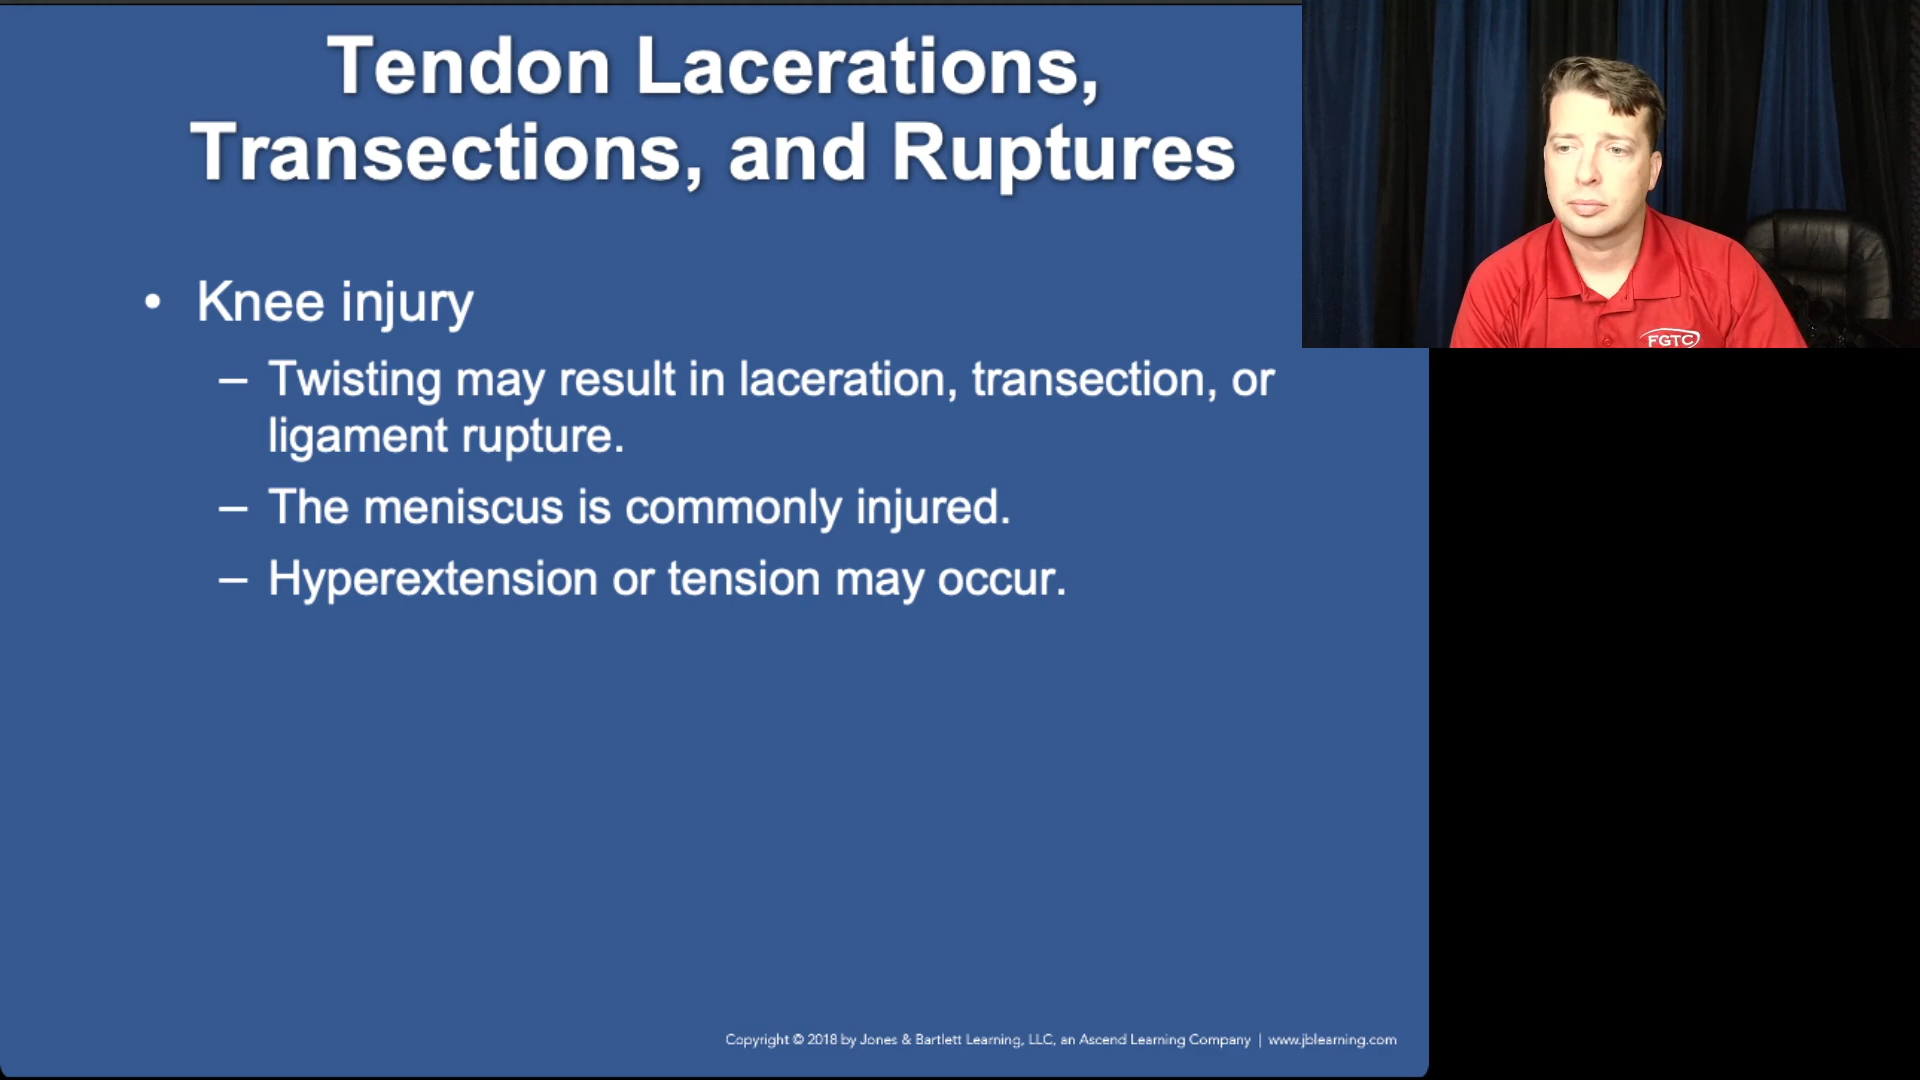 Tendon Lacerations,
Transections, and Ruptures
• Knee injury
– Twisting may result in laceration, transection, or
ligament rupture.
– The meniscus is commonly injured.
– Hyperextension or tension may occur.
FGTC
Copyright © 2018 by Jones & Bartlett Learning, LLC, an Ascend Learning Company | www.jblearning.com